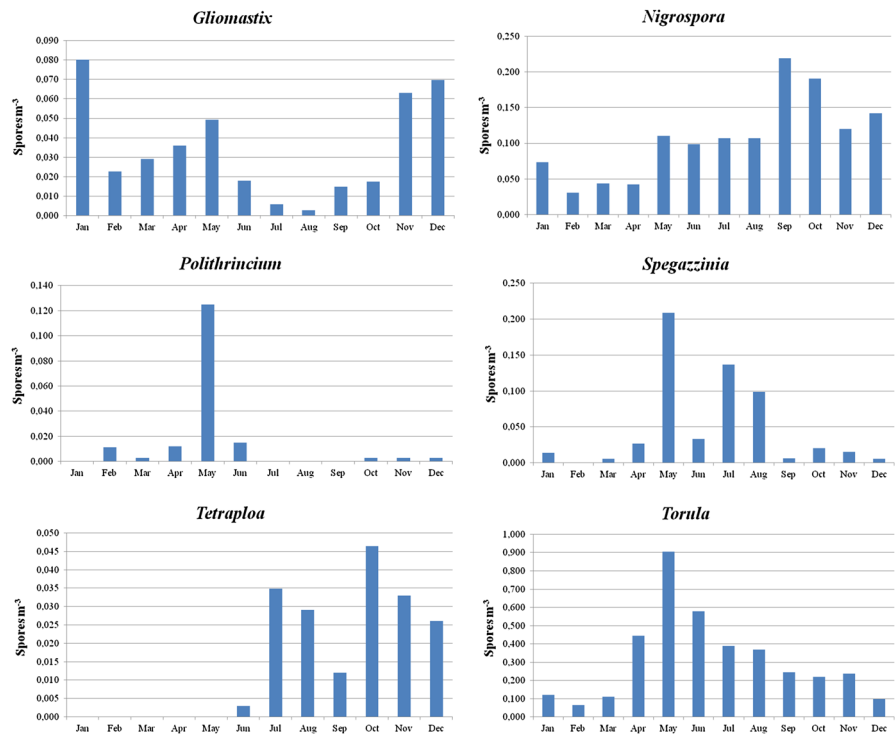 Gliomastix
Spores m-3
0,090
0,080
0,070
0,060
0,050
0,040
0,030
0,020
0,010
0,000
Jan Feb Mar Apr May Jun Jul Aug Sep Oct Nov Dec
Nigrospora
Spores m-3
0,250
0,200
0,150
0,100
0,050
0,000
Jan Feb Mar Apr May Jun Jul Aug Sep Oct Nov Dec
Polithrincium
Spores m-3
0,140
0,120
0,100
0,080
0,060
0,040
0,020
0,000
Jan Feb Mar Apr May Jun Jul Aug Sep Oct Nov Dec
Spegazzinia
Spores m-3
0,250
0,200
0,150
0,100
0,050
0,000
Jan Feb Mar Apr May Jun Jul Aug Sep Oct Nov Dec
Tetraploa
Spores m-3
0,050
0,045
0,040
0,035
0,030
0,025
0,020
0,015
0,010
0,005
0,000
Jan Feb Mar Apr May Jun Jul Aug Sep Oct Nov Dec
Torula
Spores m-3
1,000
0,900
0,800
0,700
0,600
0,500
0,400
0,300
0,200
0,100
0,000
Jan Feb Mar Apr May Jun Jul Aug Sep Oct Nov Dec